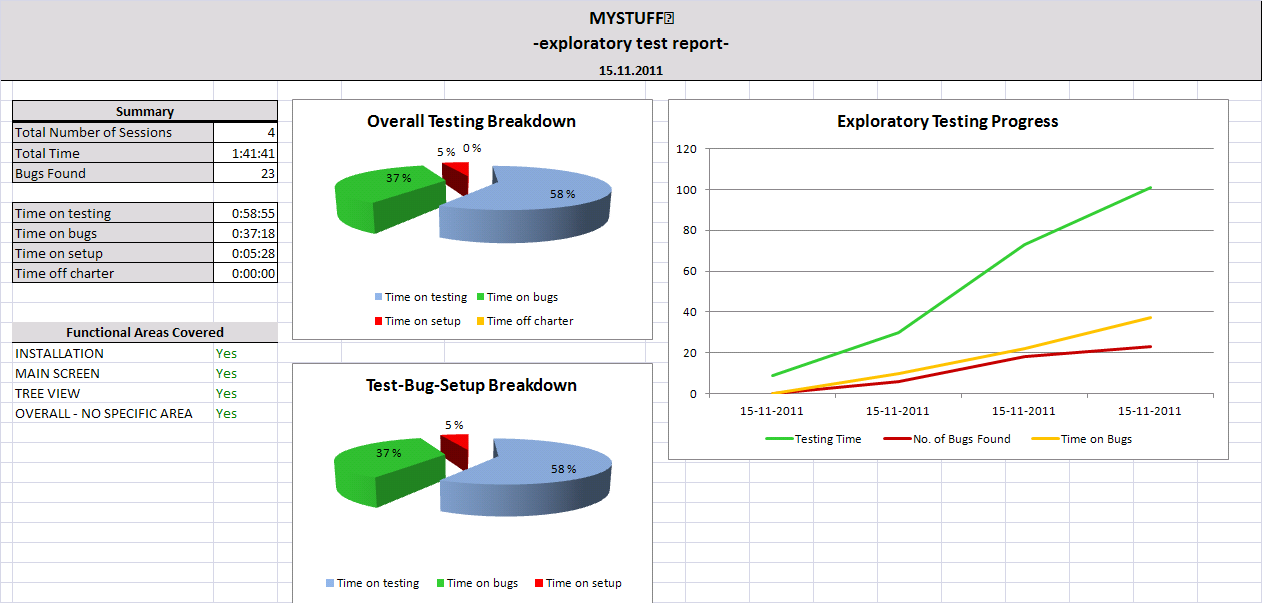 MYSTUFF
-exploratory test report-
15.11.2011
Summary
Total Number of Sessions 4
Total Time 1:41:41
Bugs Found 23
Time on testing 0:58:55
Time on bugs 0:37:18
Time on setup 0:05:28
Time off charter 0:00:00
Functional Areas Covered
INSTALLATION Yes
MAIN SCREEN Yes
TREE VIEW Yes
OVERALL - NO SPECIFIC AREA Yes
Overall Testing Breakdown
5 % 0 %
37 %
58 %
Time on testing Time on bugs
Time on setup Time off charter
Test-Bug-Setup Breakdown
5 %
37 %
58 %
Time on testing Time on bugs Time on setup
Exploratory Testing Progress
120
100
80
60
40
20
0
15-11-2011 15-11-2011 15-11-2011 15-11-2011
Testing Time No. of Bugs Found Time on Bugs